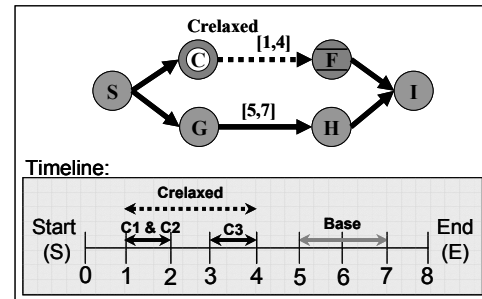 Crelaxed
[1,4]
C
F
S
I
[5,7]
G
H
Timeline:
Crelaxed
Start
(S)
C1 & C2
C3
Base
End
(E)
0 1 2 3 4 5 6 7 8